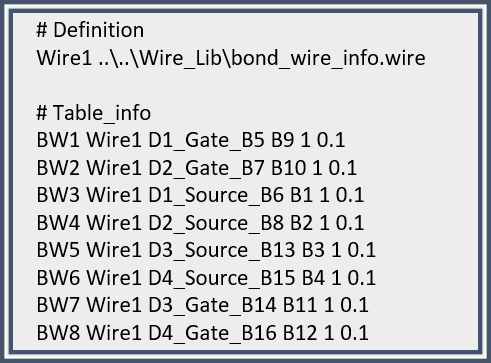 # Definition
Wire1 ..\..\Wire_Lib\bond_wire_info.wire
# Table_info
BW1 Wire1 D1_Gate_B5 B9 1 0.1
BW2 Wire1 D2_Gate_B7 B10 1 0.1
BW3 Wire1 D1_Source_B6 B1 1 0.1
BW4 Wire1 D2_Source_B8 B2 1 0.1
BW5 Wire1 D3_Source_B13 B3 1 0.1
BW6 Wire1 D4_Source_B15 B4 1 0.1
BW7 Wire1 D3_Gate_B14 B11 1 0.1
BW8 Wire1 D4_Gate_B16 B12 1 0.1